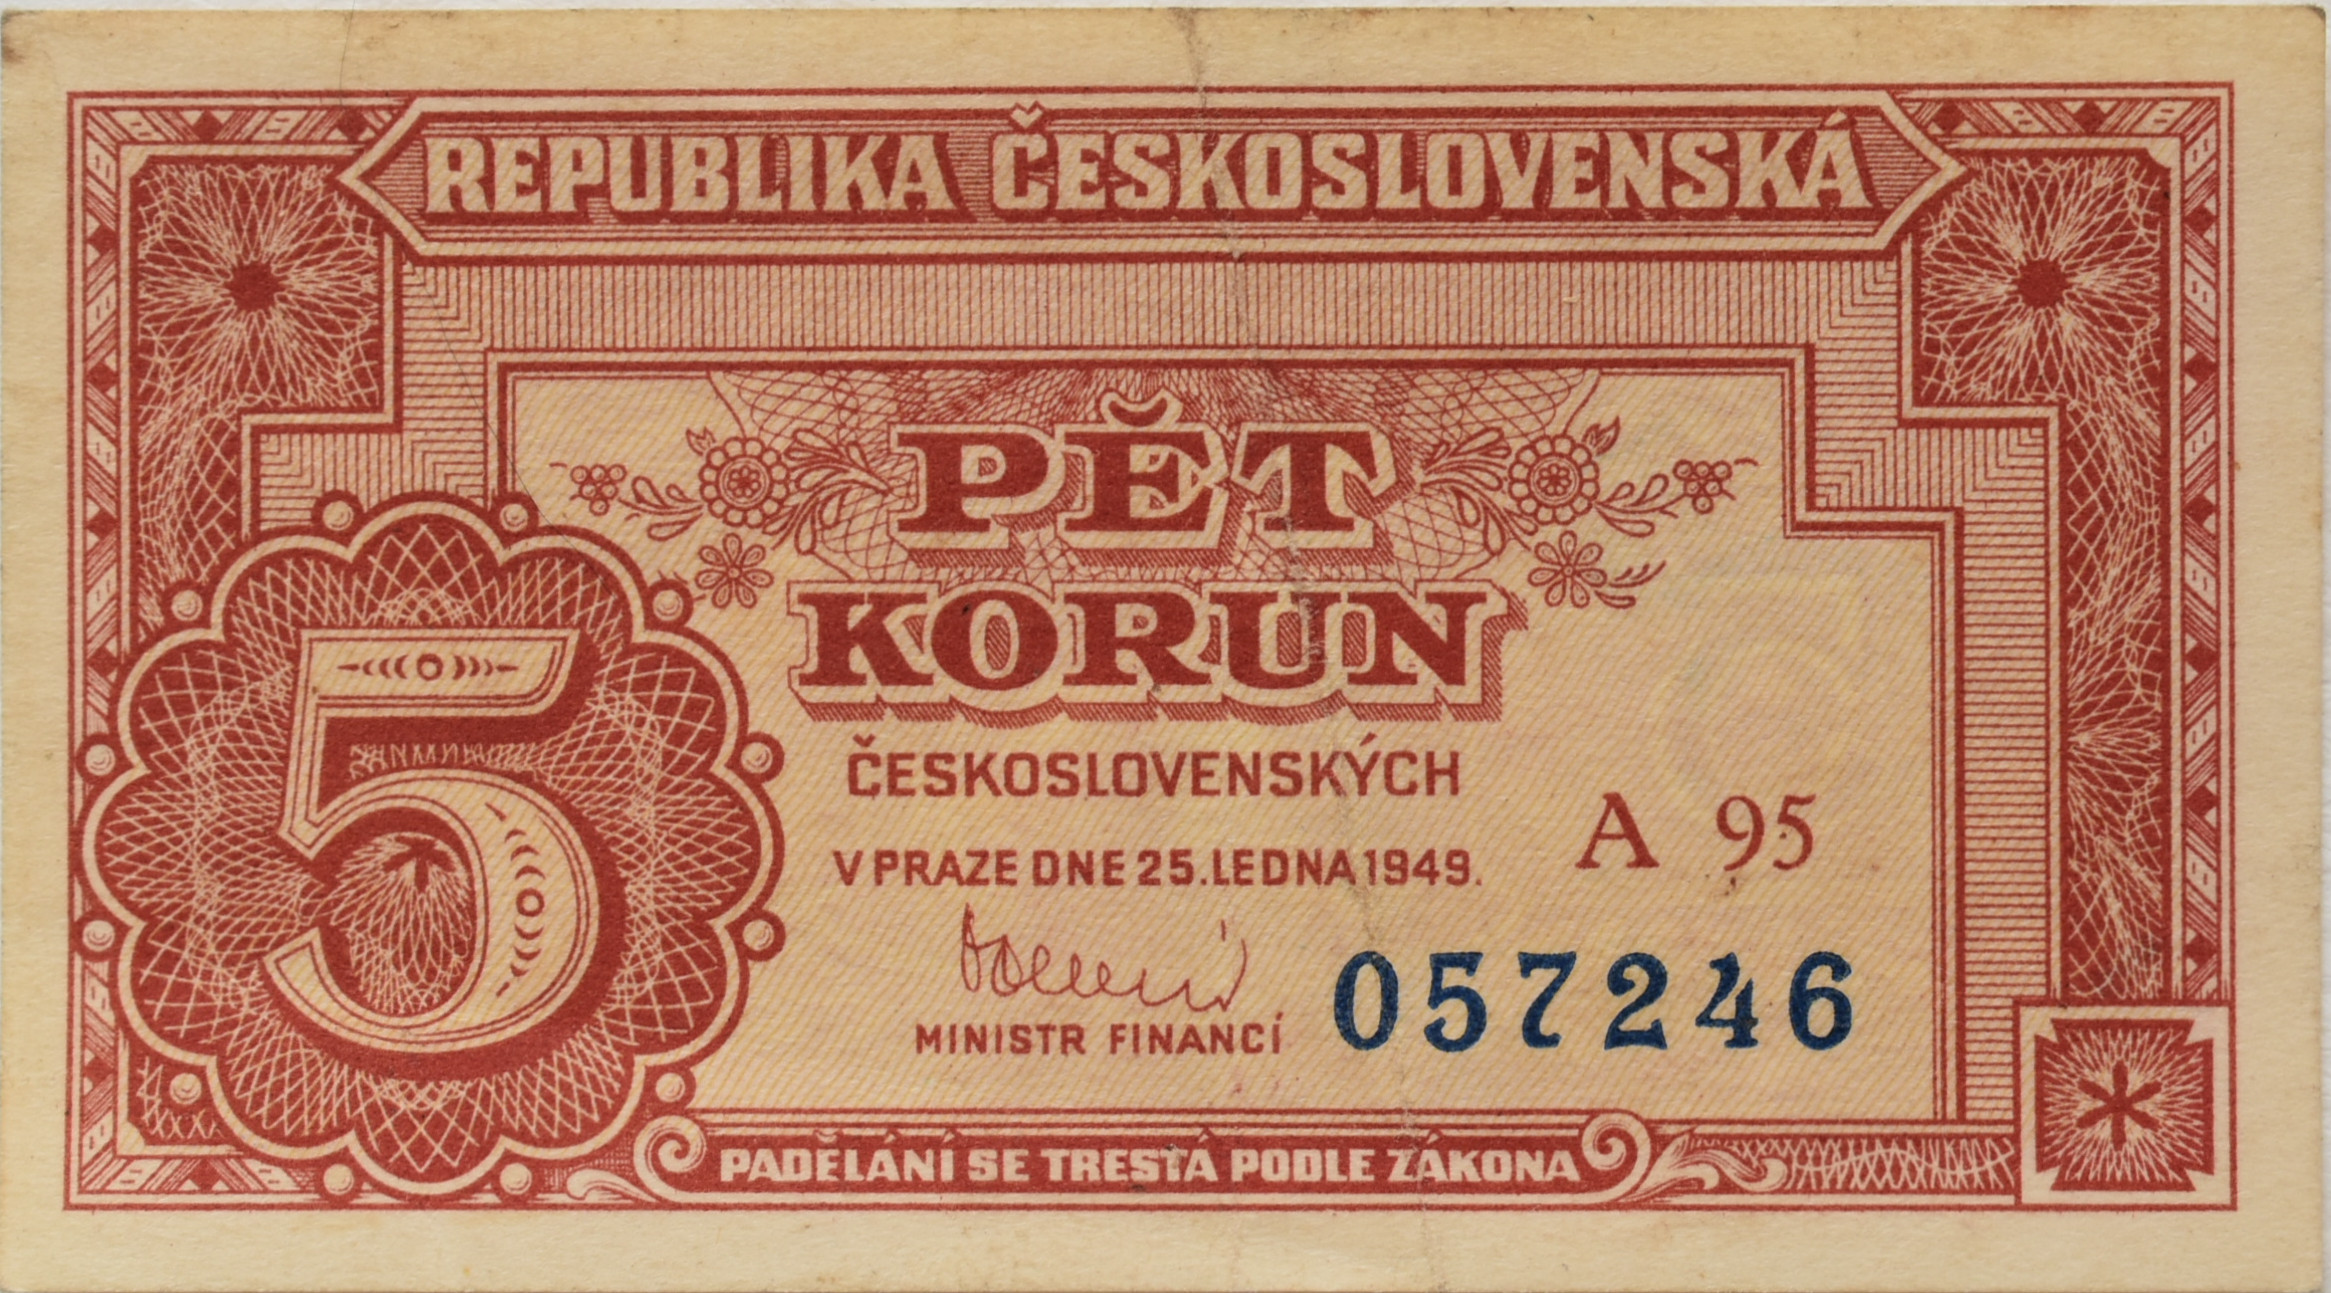 REPUBLIKA ČESKOSLOVENSKÁ
PĚT
KORUN
ČESKOSLOVENSKÝCH
V PRAZE DNE 25. LEDNA 1949.
A 95
MINISTR FINANCÍ
057246
5
PADĚLÁNÍ SE TRESTÁ PODLE ZÁKONA